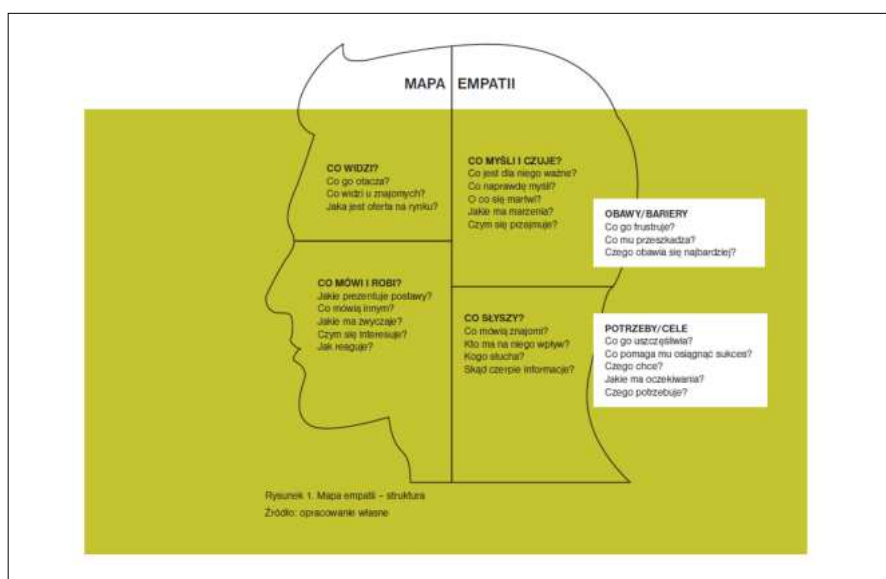 MAPA EMPATII
CO WIDZI?
Co go otacza?
Co widzi u znajomych?
Jaka jest oferta na rynku?
CO MYŚLI I CZUJE?
Co jest dla niego ważne?
Co naprawdę myśli?
O co się martwi?
Jakie ma marzenia?
Czym się przejmuje?
OBAWY/BARIERY
Co go frustruje?
Co mu przeszkadza?
Czego obawia się najbardziej?
CO MÓWI I ROBI?
Jakie prezentuje postawy?
Co mówią innym?
Jakie ma zwyczaje?
Czym się interesuje?
Jak reaguje?
CO SŁYSZY?
Co mówią znajomi?
Kto ma na niego wpływ?
Kogo słucha?
Skąd czerpie informacje?
POTRZEBY/CELE
Co go uszczęśliwia?
Co pomaga mu osiągnąć sukces?
Czego chce?
Jakie ma oczekiwania?
Czego potrzebuje?
Rysunek 1. Mapa empatii – struktura
Źródło: opracowanie własne